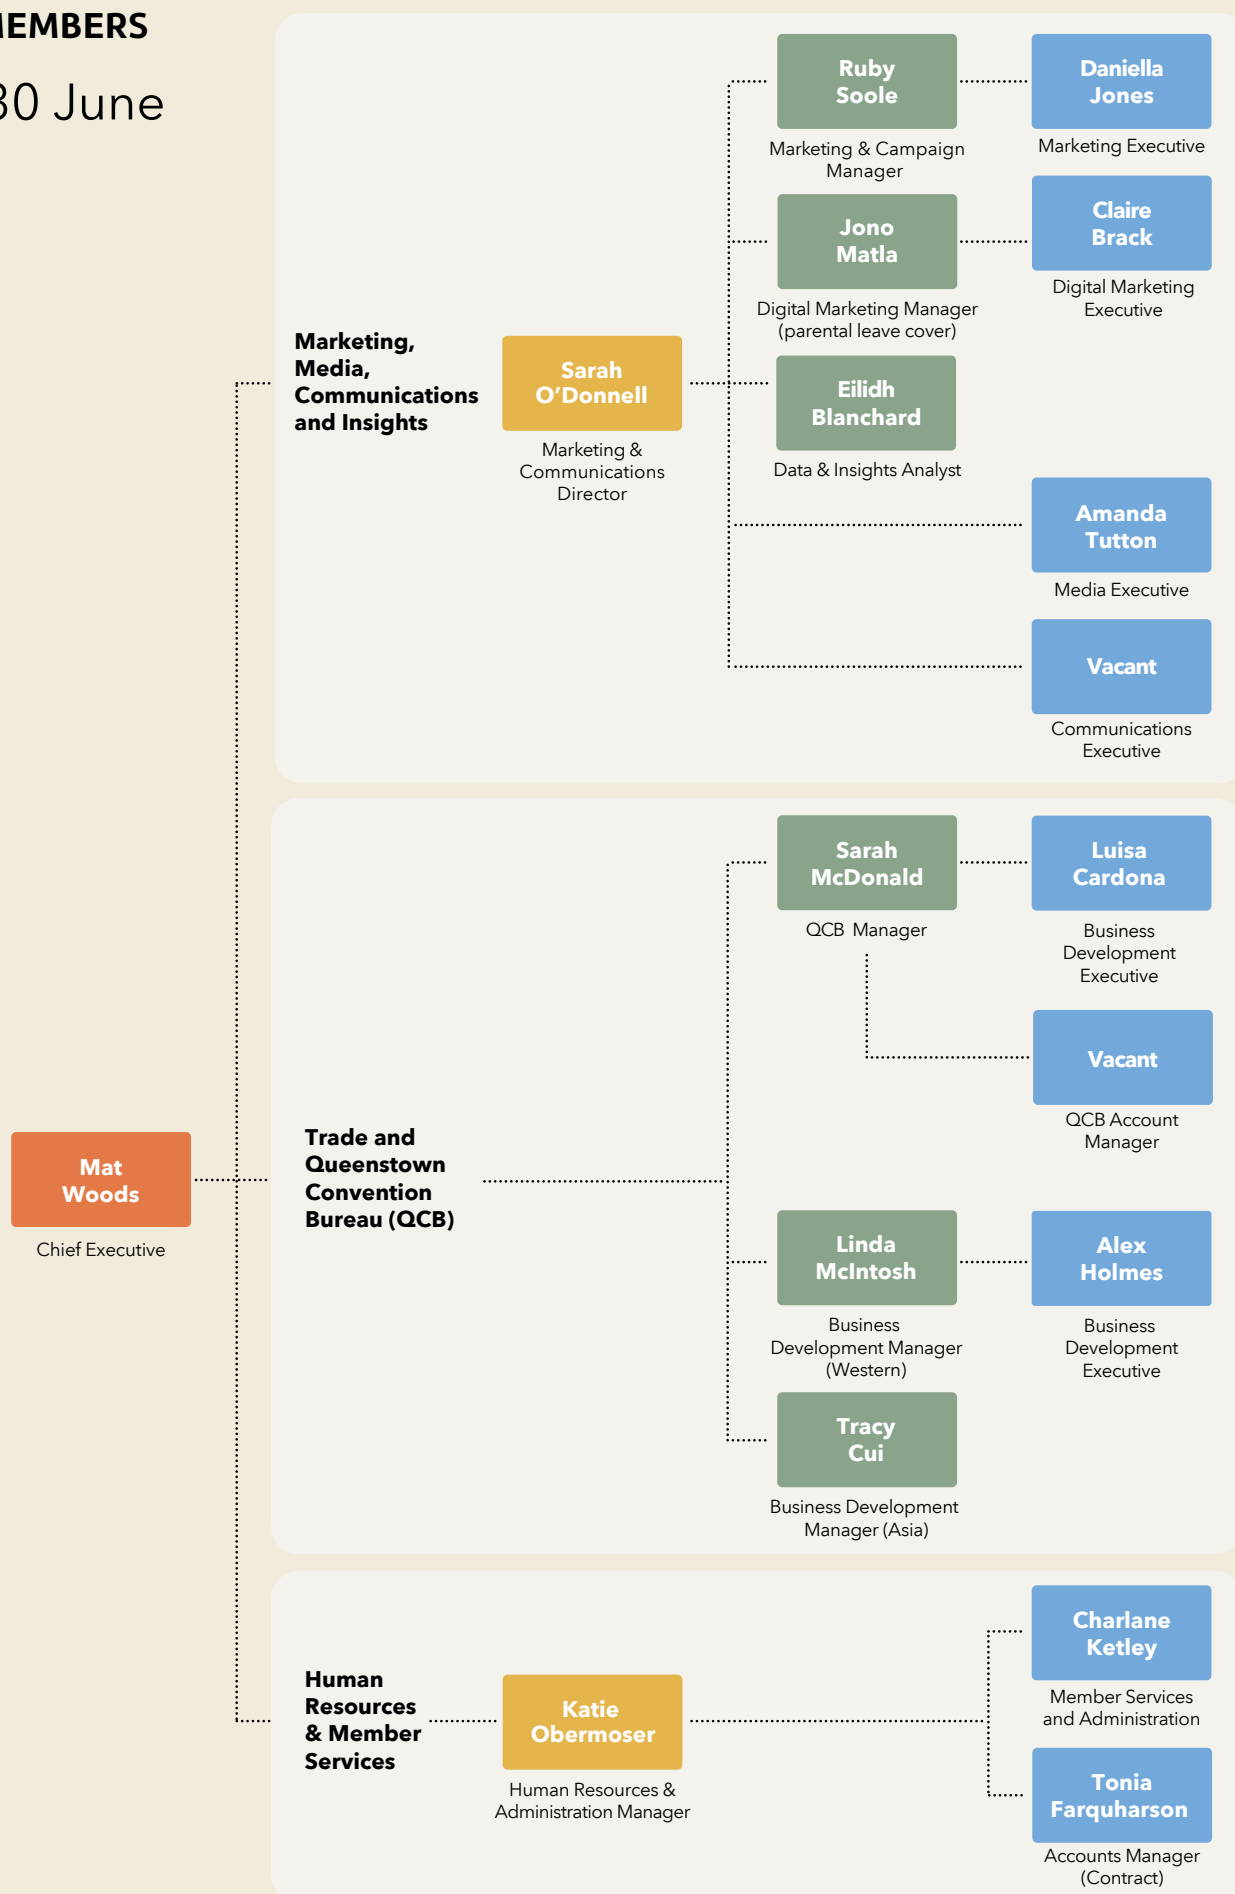 30 June
Ruby
Soole
Marketing & Campaign
Manager
Daniella
Jones
Marketing Executive
Jono
Matla
Digital Marketing Manager
(parental leave cover)
Claire
Brack
Digital Marketing
Executive
Marketing,
Media,
Communications
and Insights
Sarah
O’Donnell
Marketing &
Communications
Director
Eilidh
Blanchard
Data & Insights Analyst
Amanda
Tutton
Media Executive
Vacant
Communications
Executive
Sarah
McDonald
QCB Manager
Luisa
Cardona
Business
Development
Executive
Vacant
QCB Account
Manager
Mat
Woods
Chief Executive
Trade and
Queenstown
Convention
Bureau (QCB)
Linda
McIntosh
Business
Development Manager
(Western)
Alex
Holmes
Business
Development
Executive
Tracy
Cui
Business Development
Manager (Asia)
Human
Resources
& Member
Services
Katie
Obermoser
Human Resources &
Administration Manager
Charlane
Ketley
Member Services
and Administration
Tonia
Farquharson
Accounts Manager
(Contract)